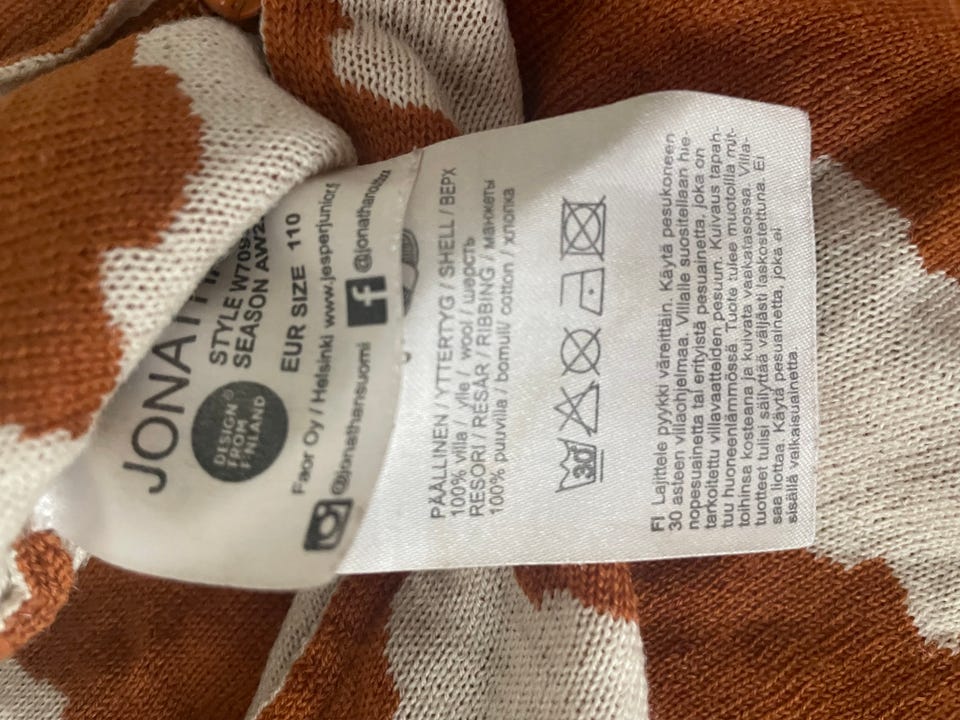 JONATH
STYLE W709
SEASON AW2
DESIGN
FROM
FINLAND
EUR SIZE 110
Faor Oy / Helsinki www.jesperjuniors
@jonathansuomi
@jonathansu
PÄÄLLINEN / YTTERTYG / SHELL / ВЕРХ
100% villa / ylle / wool / шерсть
RESORI / RESÅR / RIBBING / манжеты
100% puuvilla / bomull/ cotton / хлопка
30
FI Lajittele pyykki väreittäin. Käytä pesukoneen
30 asteen villaohjelmaa. Villalle suositellaan hie-
nopesuainetta tai erityistä pesuainetta, joka on
tarkoitettu villavaatteiden pesuun. Kuivaus tapah-
tuu huoneenlämmössä. Tuote tulee muotoilla mit-
toihinsa kosteana ja kuivata vaakatasossa. Villa-
tuotteet tulisi säilyttää väljästi laskostettuna. Ei
saa liottaa. Käytä pesuainetta, joka ei
sisällä valkaisuainetta.